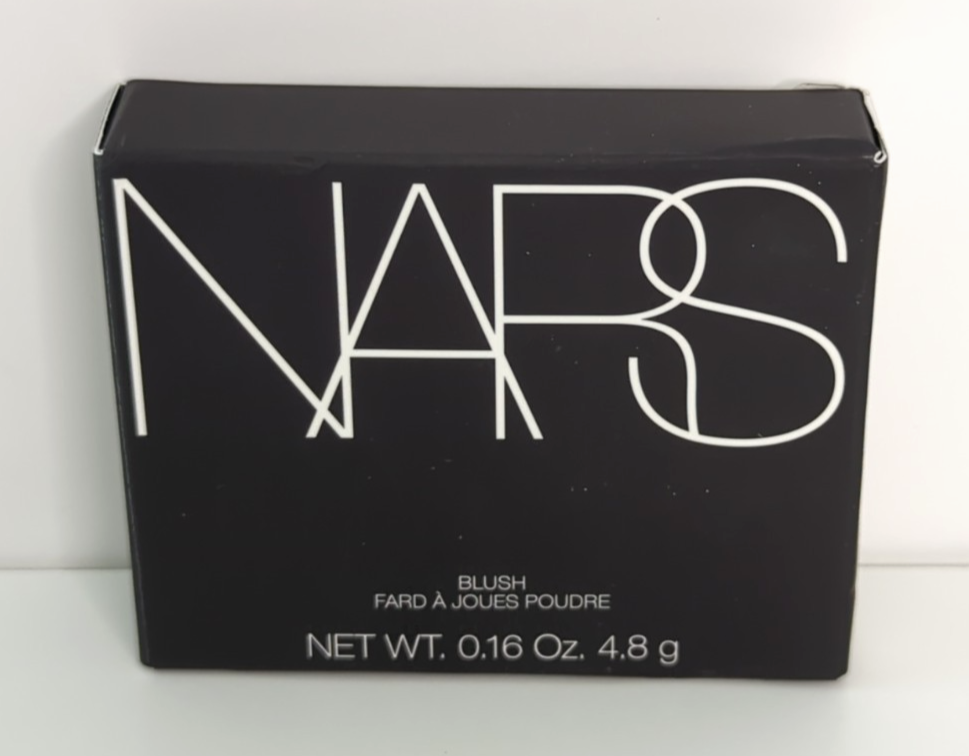 NARS
BLUSH
FARD À JOUES POUDRE
NET WT. 0.16 Oz. 4.8 g